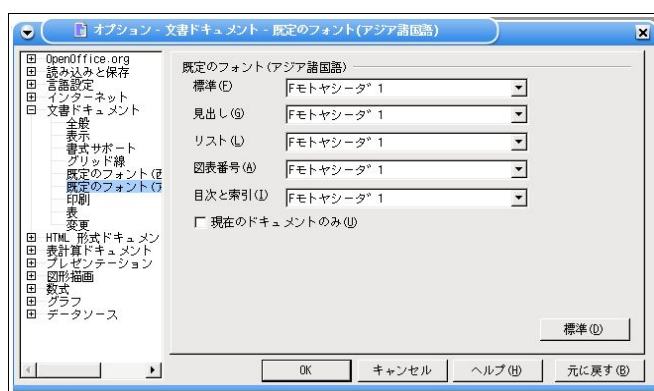 オプション - 文書ドキュメント - 既定のフォント(アジア諸国語)
OpenOffice.org
読み込みと保存
言語設定
インターネット
文書ドキュメント
全般
表示
書式サポート
グリッド線
既定のフォント(西
既定のフォント(ア
印刷
表
変更
HTML 形式ドキュメン
表計算ドキュメント
プレゼンテーション
図形描画
数式
グラフ
データソース
既定のフォント(アジア諸国語)
標準(F) Fモトヤシータ゛1
見出し(G) Fモトヤシータ゛1
リスト(L) Fモトヤシータ゛1
図表番号(A) Fモトヤシータ゛1
目次と索引(I) Fモトヤシータ゛1
現在のドキュメントのみ(U)
標準(D)
OK キャンセル ヘルプ(H) 元に戻す(B)